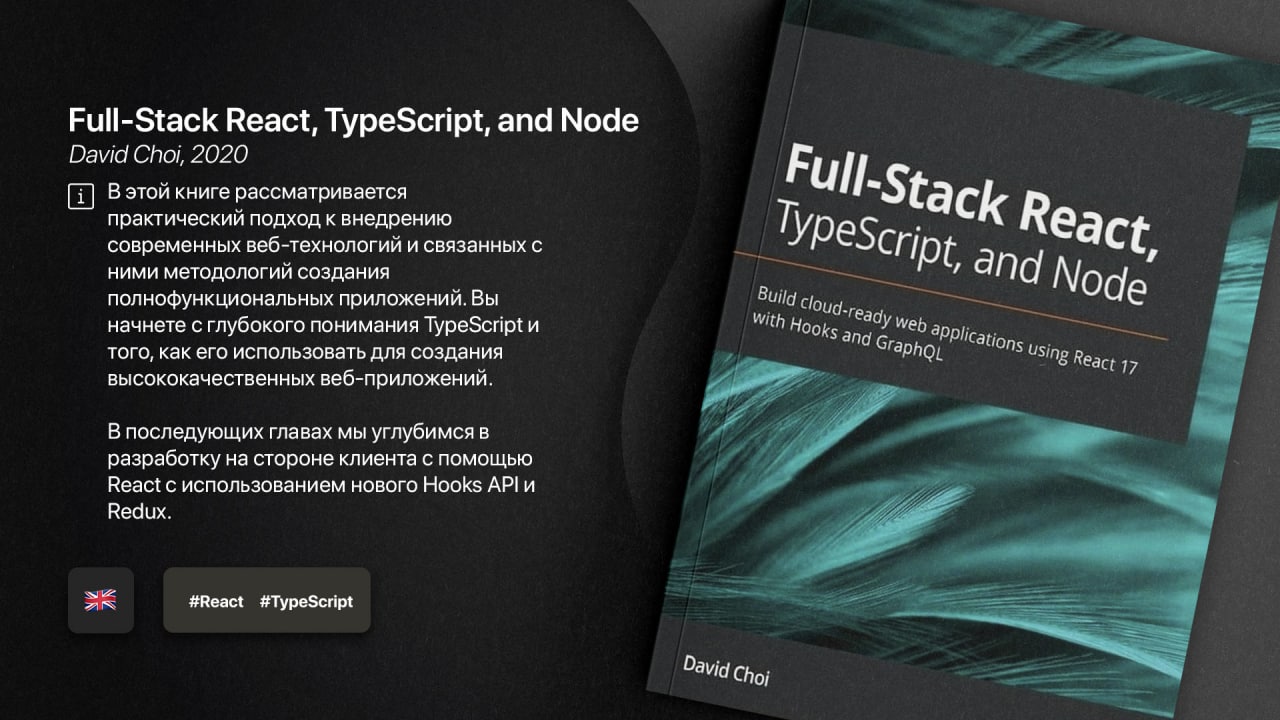 Full-Stack React, TypeScript, and Node
David Choi, 2020
В этой книге рассматривается
практический подход к внедрению
современных веб-технологий и связанных с
ними методологий создания
полнофункциональных приложений. Вы
начнете с глубокого понимания TypeScript и
того, как его использовать для создания
высококачественных веб-приложений.
В последующих главах мы углубимся в
разработку на стороне клиента с помощью
React с использованием нового Hooks API и
Redux.
#React #TypeScript
Full-Stack React,
TypeScript, and Node
Build cloud-ready web applications using React 17
with Hooks and GraphQL
David Choi